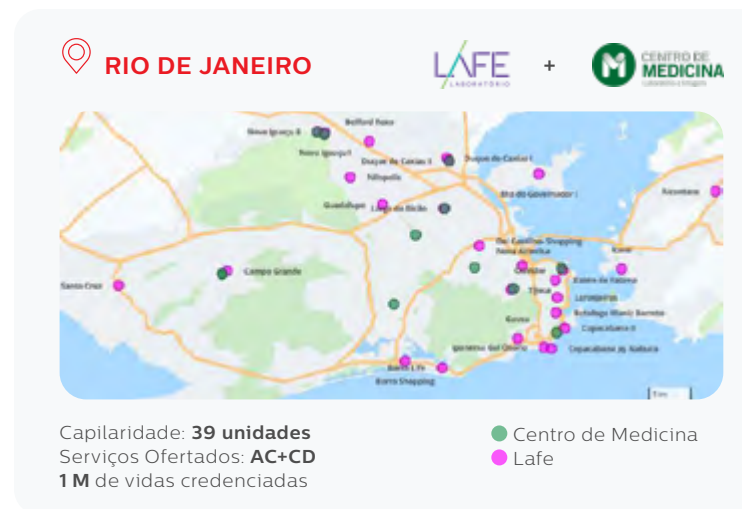 RIO DE JANEIRO
LAFE
LABORATÓRIO
+
CENTRO DE
MEDICINA
Belford Roxo
Nova Iguaçu II
Nova Iguaçu I
Duque de Caxias II
Duque de Caxias I
Nilópolis
Ilha do Governador I
Alcântara
Guadalupe
Largo do Bicão
Nova América
Icaraí
Campo Grande
Santa Cruz
Tijuca
Laranjeiras
Gávea
Copacabana II
Barra Life
Barra Shopping
Capilaridade: 39 unidades
Serviços Ofertados: AC+CD
1 M de vidas credenciadas
Centro de Medicina
Lafe